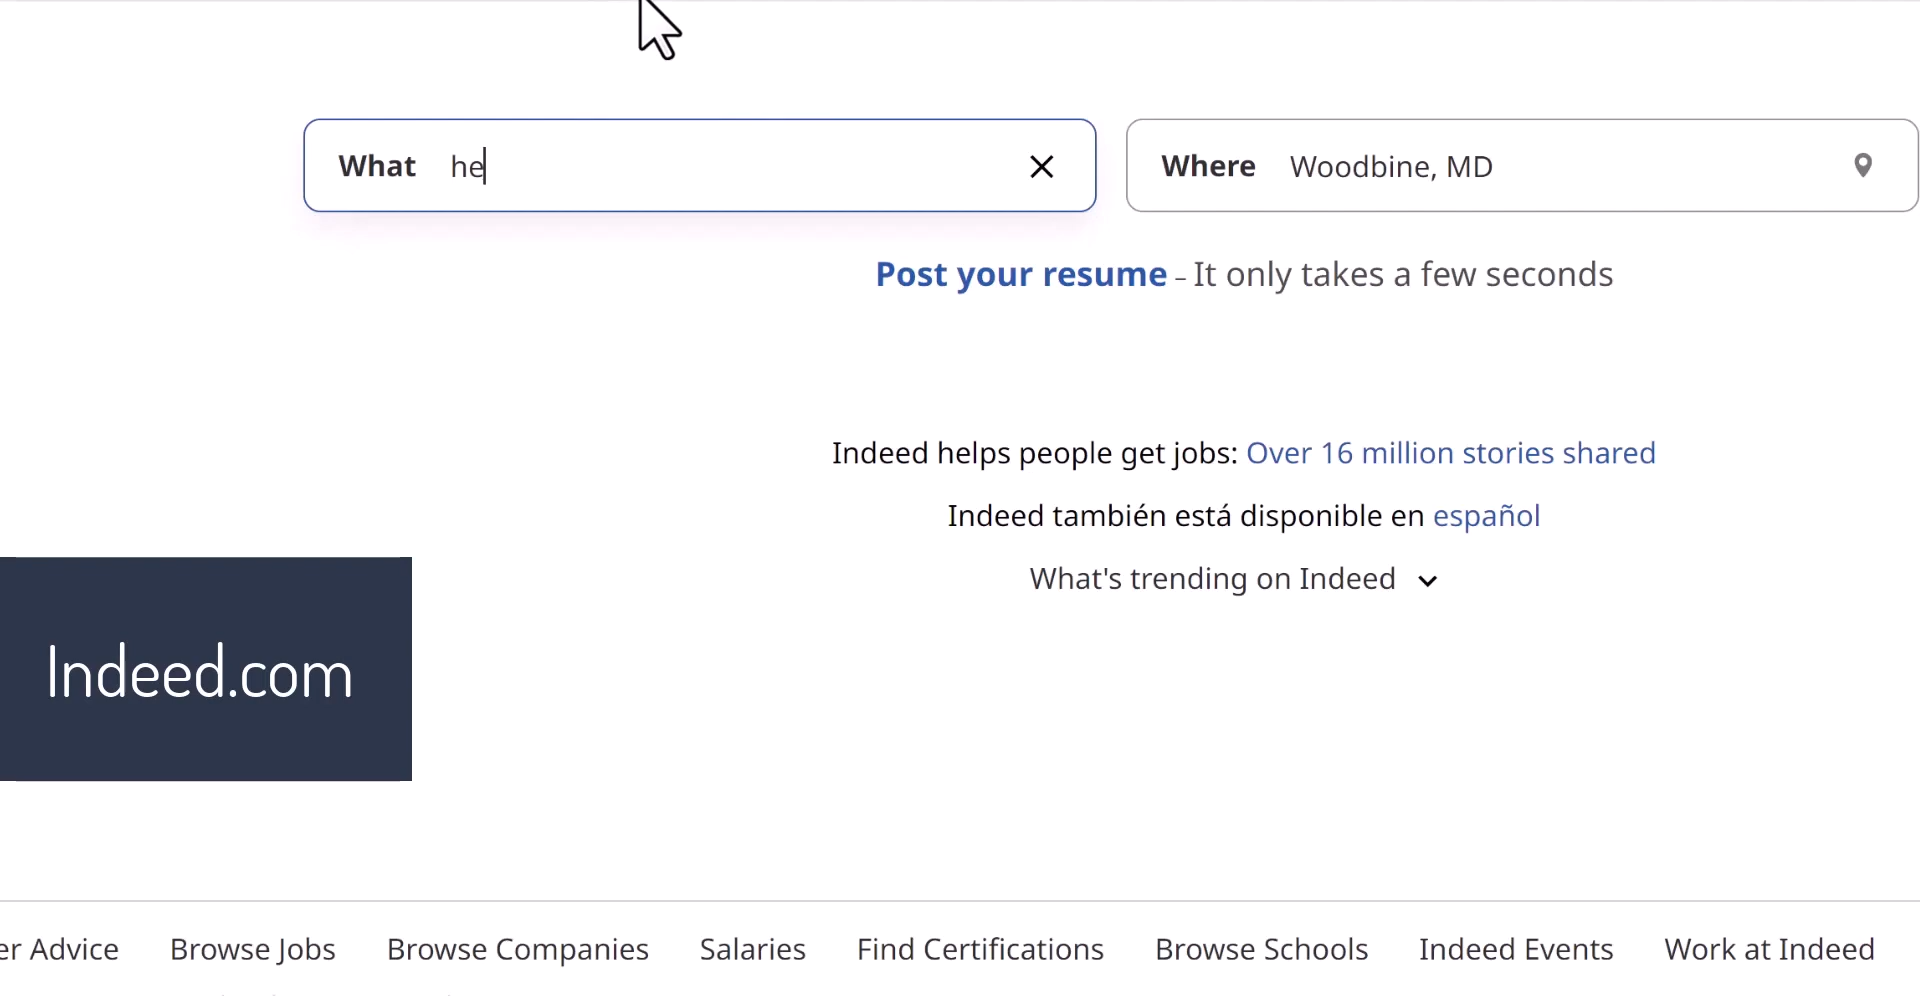 What he
Where Woodbine, MD
Post your resume – It only takes a few seconds
Indeed helps people get jobs: Over 16 million stories shared
Indeed también está disponible en español
What's trending on Indeed
Indeed.com
er Advice Browse Jobs Browse Companies Salaries Find Certifications Browse Schools Indeed Events Work at Indeed